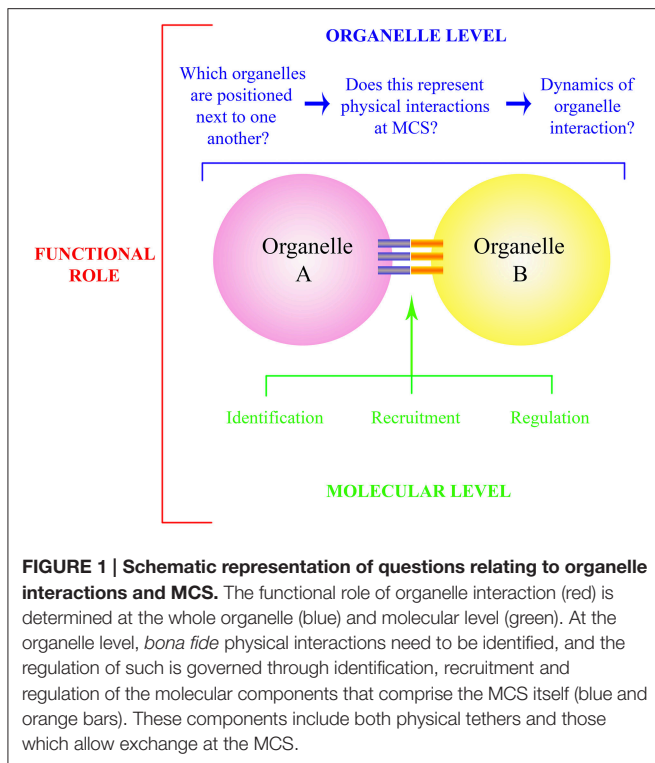 ORGANELLE LEVEL
Which organelles
are positioned
next to one
another?
Does this represent
physical interactions
at MCS?
Dynamics of
organelle
interaction?
FUNCTIONAL
ROLE
Organelle
A
Organelle
B
Identification
Recruitment
Regulation
MOLECULAR LEVEL
FIGURE 1 | Schematic representation of questions relating to organelle
interactions and MCS. The functional role of organelle interaction (red) is
determined at the whole organelle (blue) and molecular level (green). At the
organelle level, bona fide physical interactions need to be identified, and the
regulation of such is governed through identification, recruitment and
regulation of the molecular components that comprise the MCS itself (blue and
orange bars). These components include both physical tethers and those
which allow exchange at the MCS.